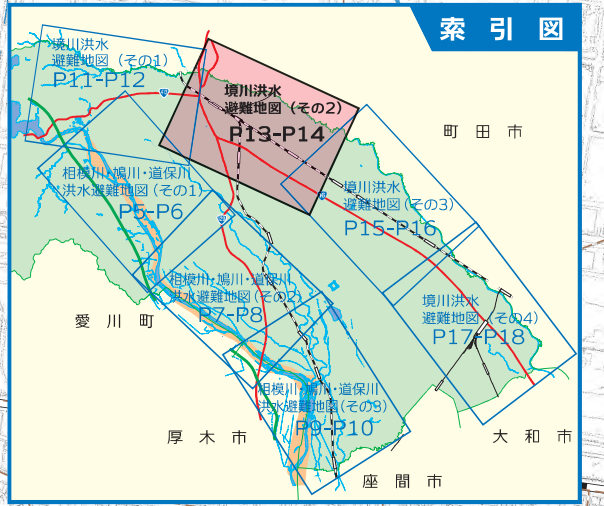 索引図
境川洪水
避難地図（その1）
P11-P12
境川洪水
避難地図（その2）
P13-P14
町田市
相模川・鳩川・道保川
洪水避難地図（その1）
P5-P6
境川洪水
避難地図（その3）
P15-P16
相模川・鳩川・道保川
洪水避難地図（その2）
P7-P8
境川洪水
避難地図（その4）
P17-P18
愛川町
相模川・鳩川・道保川
洪水避難地図（その3）
P9-P10
厚木市
大和市
座間市